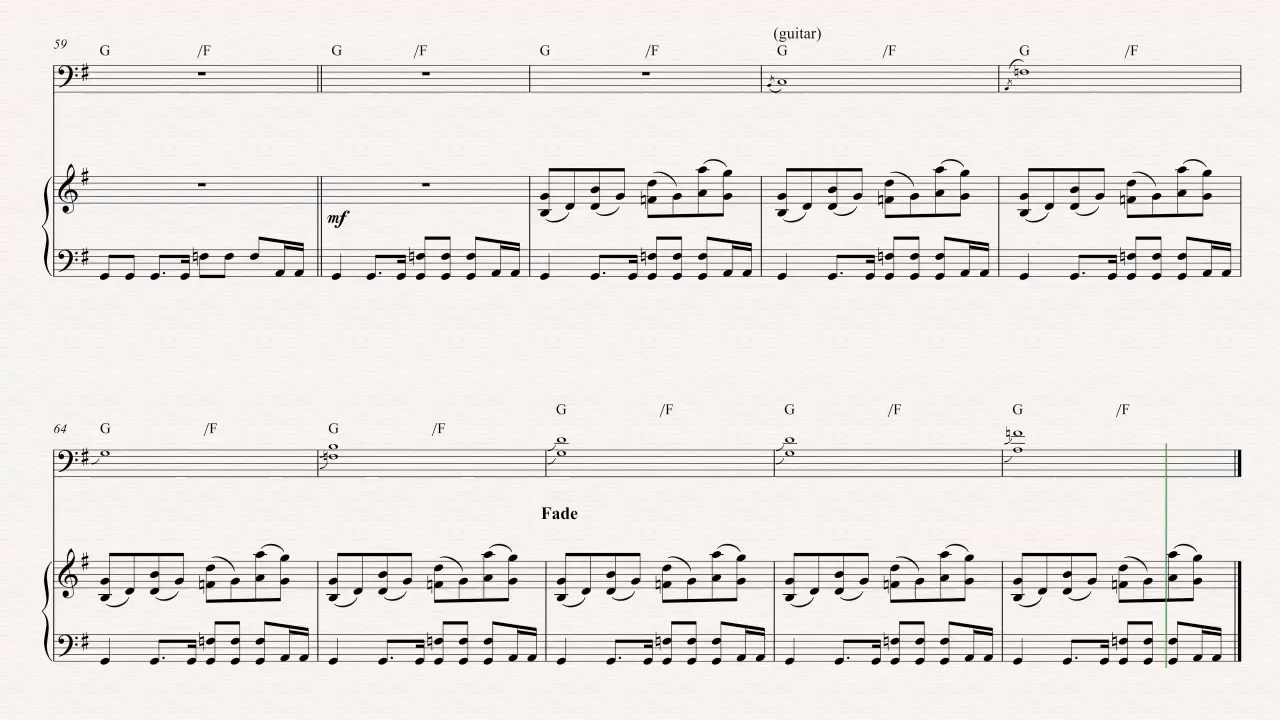 (guitar)
59
G /F G /F G /F G /F G /F
mf
64
G /F G /F G /F G /F G /F
Fade